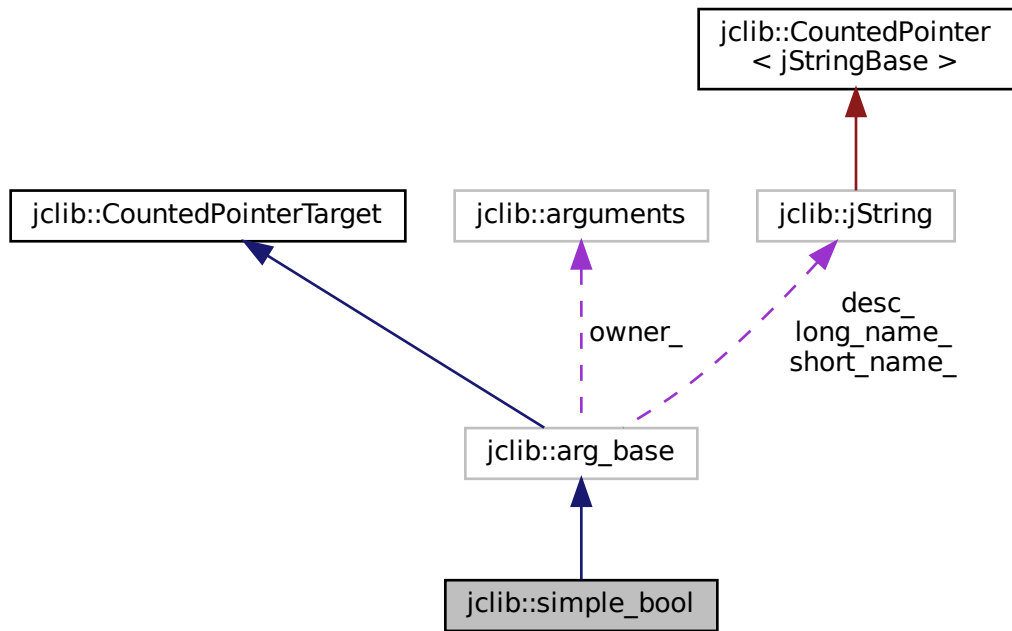 jclib::CountedPointer
< jStringBase >
jclib::CountedPointerTarget
jclib::arguments
jclib::jString
owner_
desc_
long_name_
short_name_
jclib::arg_base
jclib::simple_bool